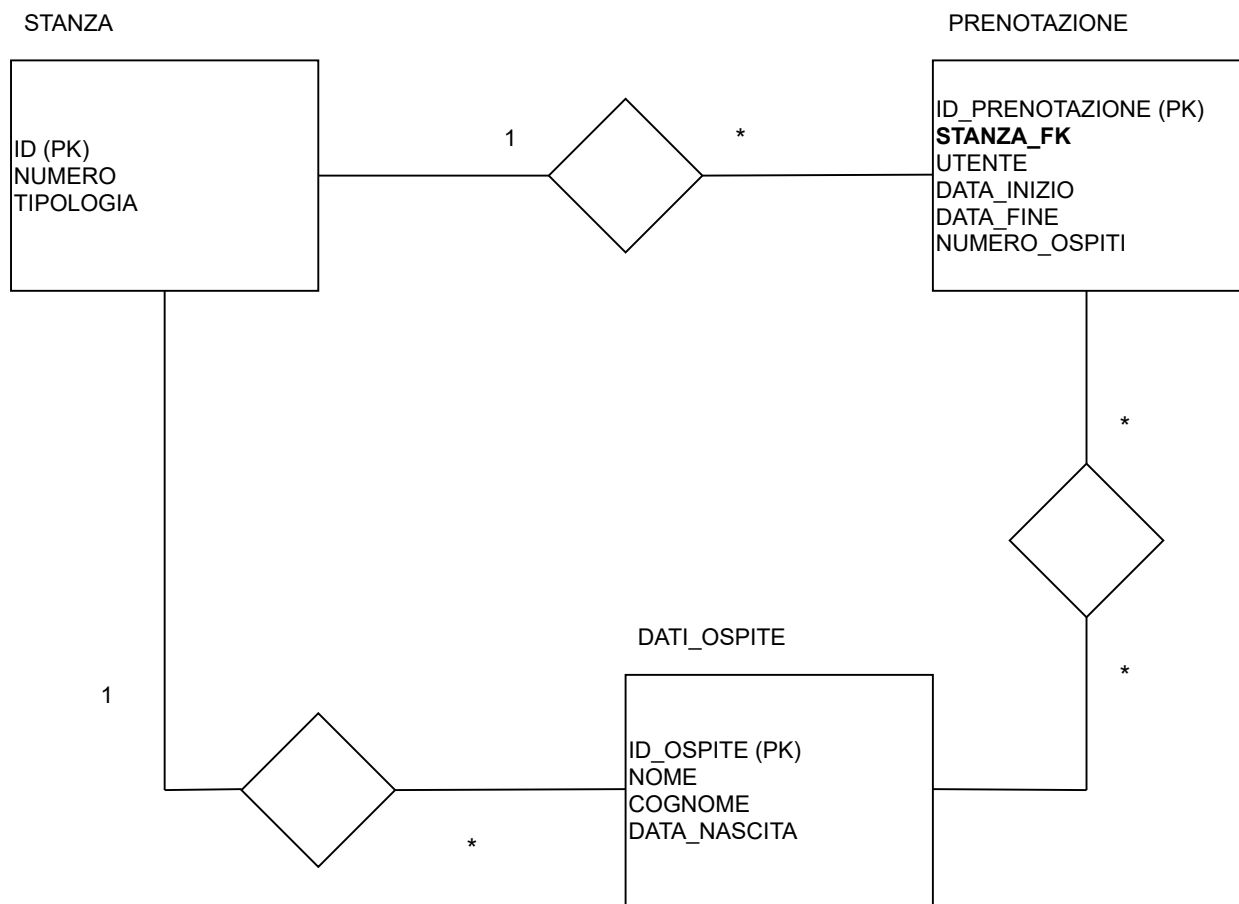 STANZA
PRENOTAZIONE
ID (PK)
NUMERO
TIPOLOGIA
1
*
ID_PRENOTAZIONE (PK)
STANZA_FK
UTENTE
DATA_INIZIO
DATA_FINE
NUMERO_OSPITI
*
DATI_OSPITE
*
1
ID_OSPITE (PK)
NOME
COGNOME
DATA_NASCITA
*